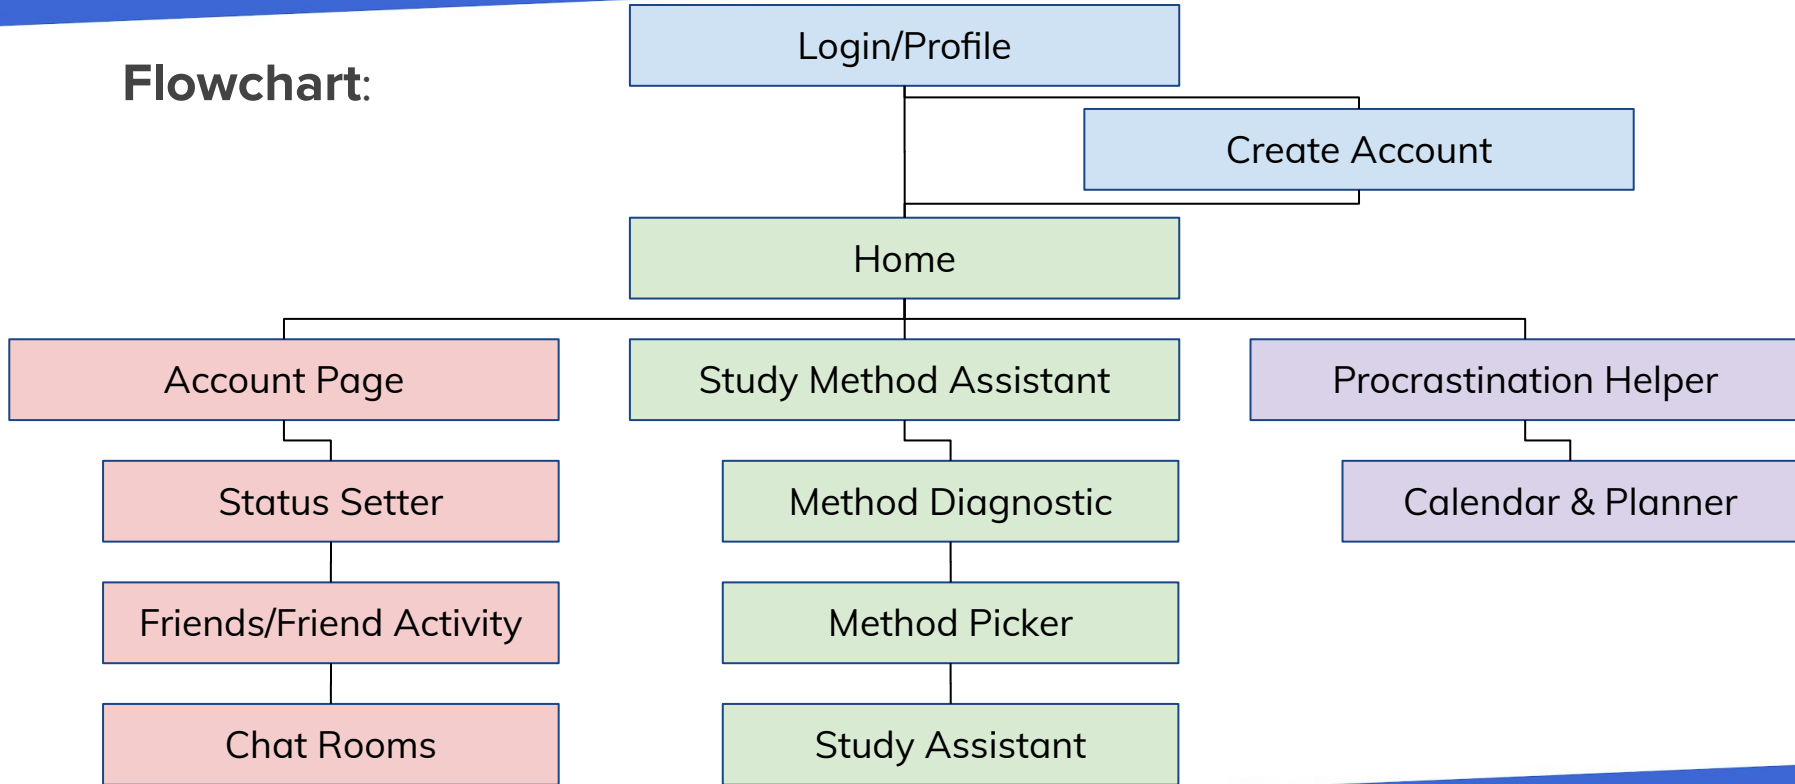 Flowchart:
Login/Profile
Create Account
Home
Account Page
Study Method Assistant
Procrastination Helper
Status Setter
Method Diagnostic
Calendar & Planner
Friends/Friend Activity
Method Picker
Chat Rooms
Study Assistant